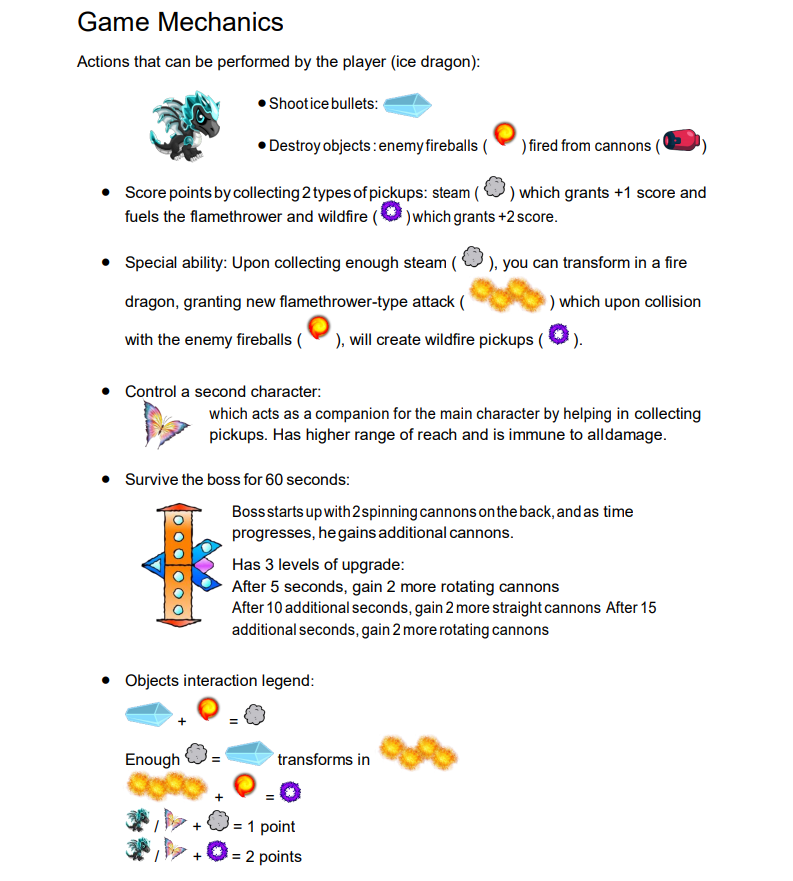 Game Mechanics
Actions that can be performed by the player (ice dragon):
• Shoot ice bullets:
• Destroy objects : enemy fireballs ( ) fired from cannons ( )
• Score points by collecting 2 types of pickups: steam ( ) which grants +1 score and
fuels the flamethrower and wildfire ( ) which grants +2 score.
• Special ability: Upon collecting enough steam ( ), you can transform in a fire
dragon, granting new flamethrower-type attack ( ) which upon collision
with the enemy fireballs ( ), will create wildfire pickups ( ).
• Control a second character:
which acts as a companion for the main character by helping in collecting
pickups. Has higher range of reach and is immune to all damage.
• Survive the boss for 60 seconds:
Boss starts up with 2 spinning cannons on the back, and as time
progresses, he gains additional cannons.
Has 3 levels of upgrade:
After 5 seconds, gain 2 more rotating cannons
After 10 additional seconds, gain 2 more straight cannons After 15
additional seconds, gain 2 more rotating cannons
• Objects interaction legend:
+ =
Enough = transforms in
+ =
/ + = 1 point
/ + = 2 points